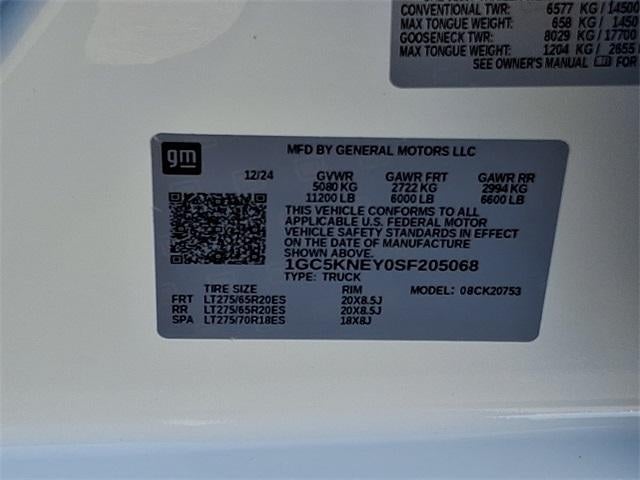 CONVENTIONAL TWR: 6577 KG / 14500
MAX TONGUE WEIGHT: 658 KG / 1450
GOOSENECK TWR: 8029 KG / 17700
MAX TONGUE WEIGHT: 1204 KG / 2655
SEE OWNER'S MANUAL FOR
gm
MFD BY GENERAL MOTORS LLC
12/24 GVWR GAWR FRT GAWR RR
5080 KG 2722 KG 2994 KG
11200 LB 6000 LB 6600 LB
THIS VEHICLE CONFORMS TO ALL
APPLICABLE U.S. FEDERAL MOTOR
VEHICLE SAFETY STANDARDS IN EFFECT
ON THE DATE OF MANUFACTURE
SHOWN ABOVE.
1GC5KNEY0SF205068
TYPE: TRUCK
TIRE SIZE RIM MODEL: 08CK20753
FRT LT275/65R20ES 20X8.5J
RR LT275/65R20ES 20X8.5J
SPA LT275/70R18ES 18X8J